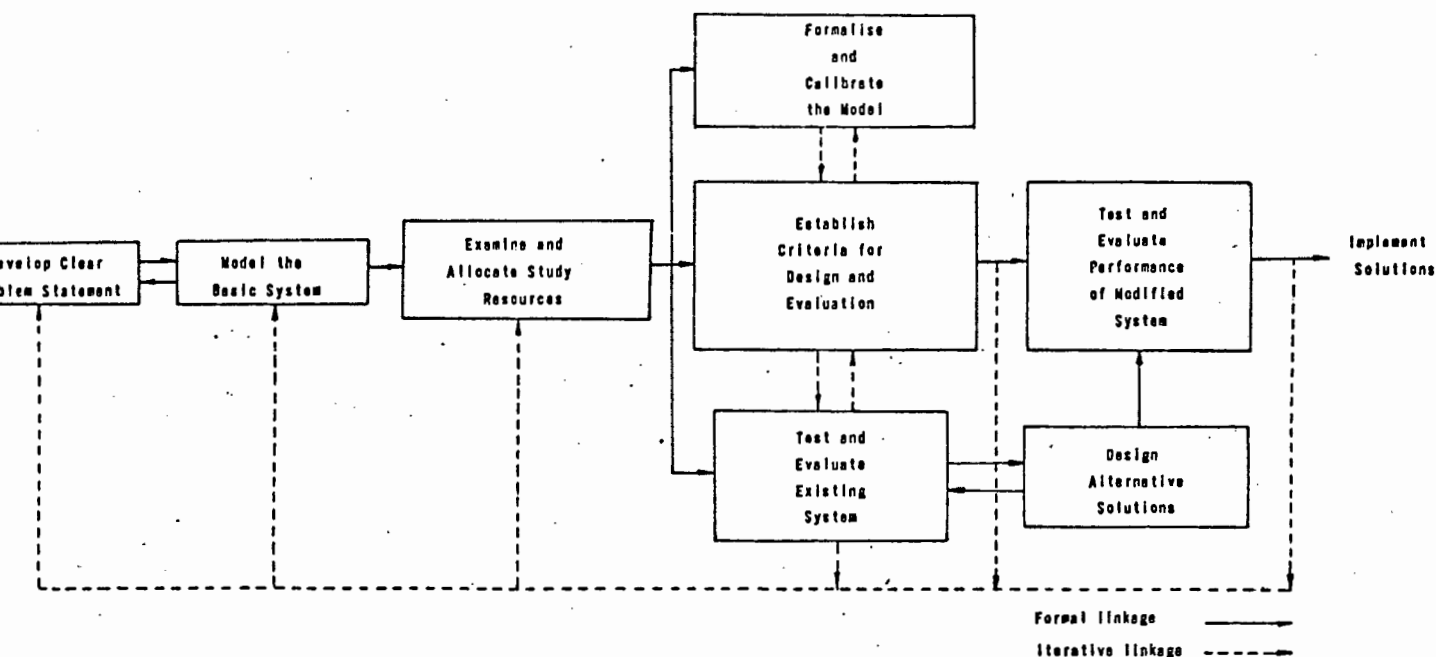 Formalise
and
Calibrate
the Model
Establish
Criteria for
Design and
Evaluation
Test and
Evaluate
Performance
of Modified
System
Implement
Solutions
Examine and
Allocate Study
Resources
Model the
Basic System
evelop Clear
blem Statement
Test and
Evaluate
Existing
System
Design
Alternative
Solutions
Formal linkage
Iterative linkage